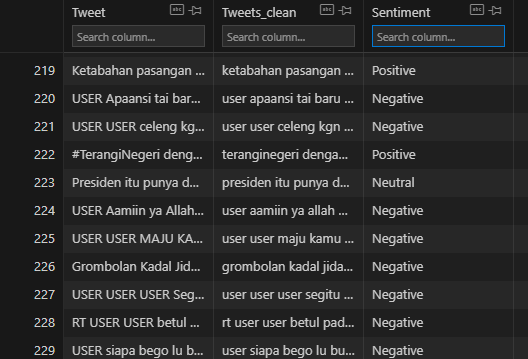 Tweet Tweets_clean Sentiment
Search column... Search column... Search column...
219 Ketabahan pasangan ... ketabahan pasangan ... Positive
220 USER Apaansi tai bar... user apaansi tai baru ... Negative
221 USER USER celeng kg... user user celeng kgn ... Negative
222 #TerangiNegeri deng... teranginegeri denga... Positive
223 Presiden itu punya d... presiden itu punya d... Neutral
224 USER Aamiin ya Allah... user aamiin ya allah ... Negative
225 USER USER MAJU KA... user user maju kamu ... Negative
226 Grombolan Kadal Jid... grombolan kadal jida... Negative
227 USER USER USER Seg... user user user segitu ... Negative
228 RT USER USER betul ... rt user user betul pad... Negative
229 USER siapa bego lu b... user siapa bego lu bu... Negative